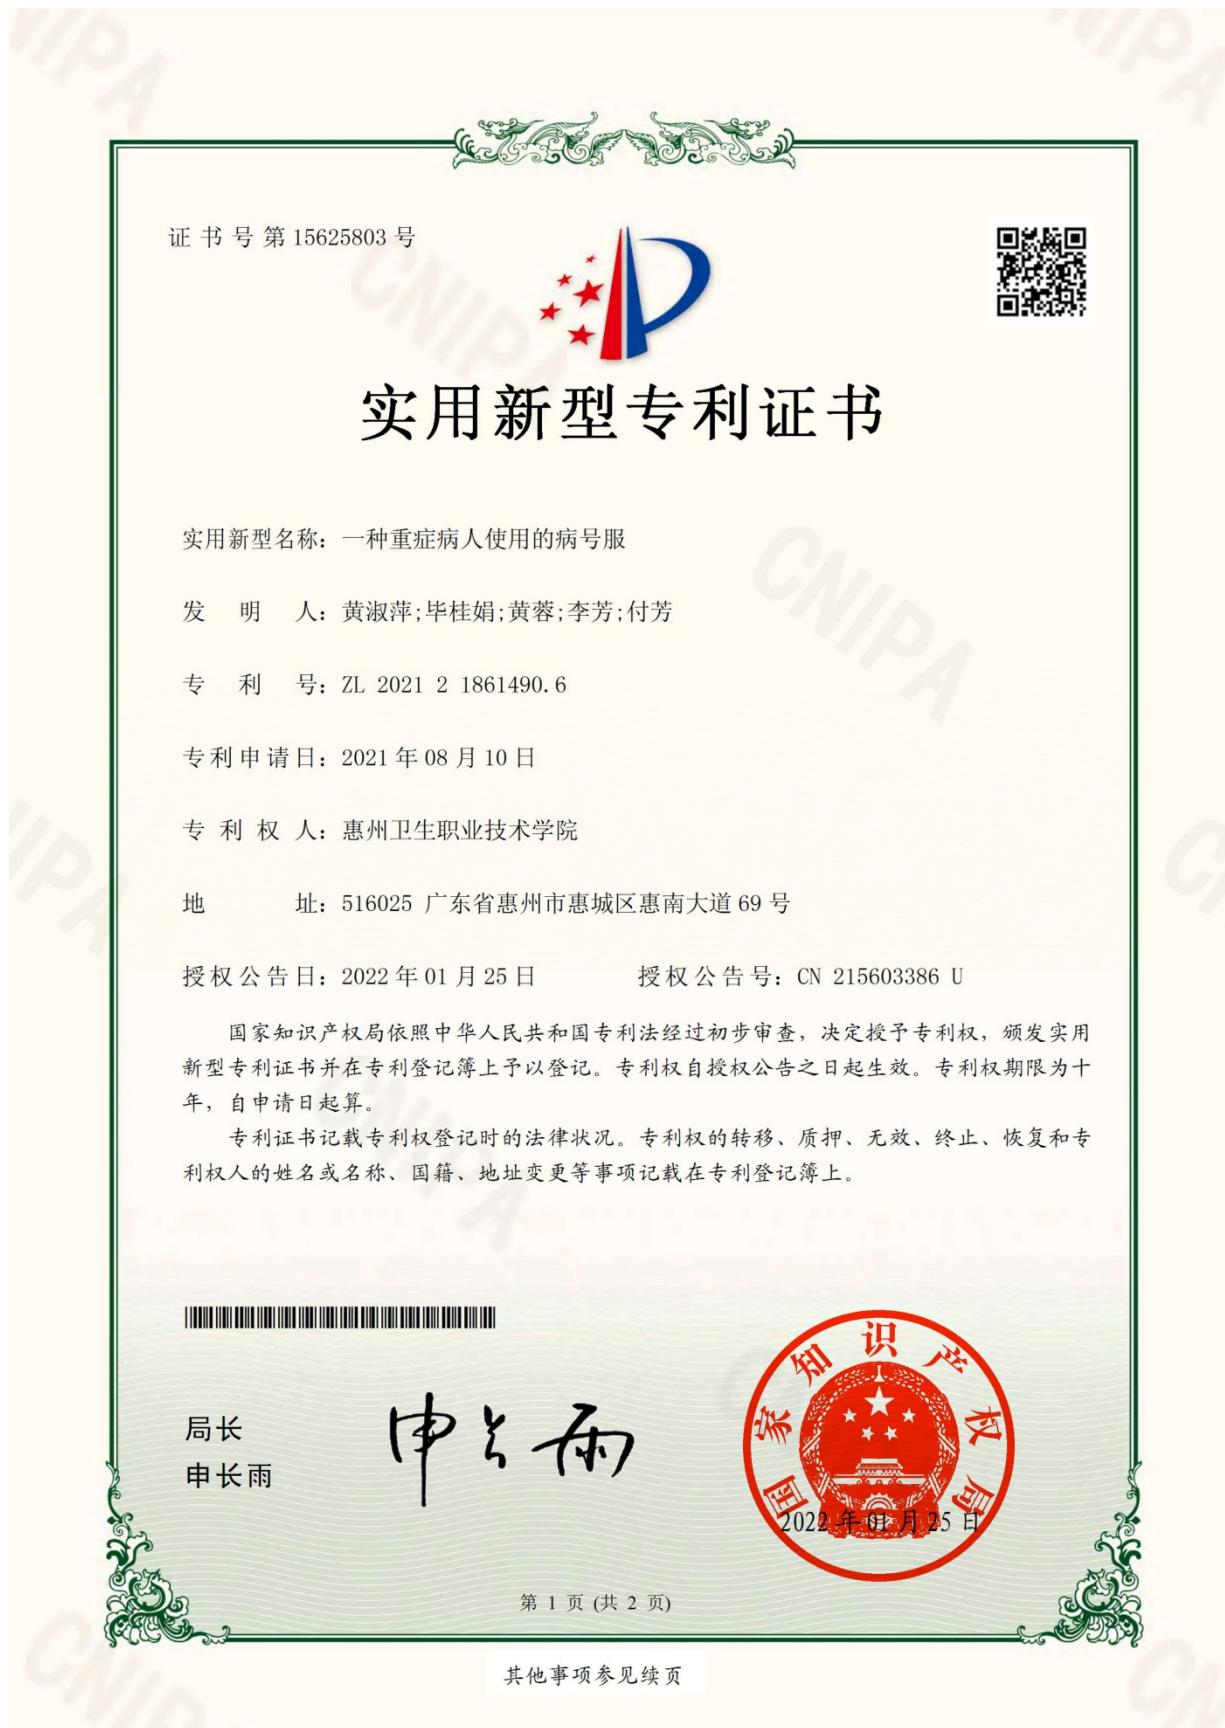 证书号第15625803号
实用新型专利证书
实用新型名称：一种重症病人使用的病号服
发明人：黄淑萍;毕桂娟;黄蓉;李芳;付芳
专利号：ZL 2021 2 1861490.6
专利申请日：2021年08月10日
专利权人：惠州卫生职业技术学院
地址：516025 广东省惠州市惠城区惠南大道69号
授权公告日：2022年01月25日 授权公告号：CN 215603386 U
国家知识产权局依照中华人民共和国专利法经过初步审查，决定授予专利权，颁发实用
新型专利证书并在专利登记簿上予以登记。专利权自授权公告之日起生效。专利权期限为十
年，自申请日起算。
专利证书记载专利权登记时的法律状况。专利权的转移、质押、无效、终止、恢复和专
利权人的姓名或名称、国籍、地址变更等事项记载在专利登记簿上。
局长
申长雨
申长雨
国家知识产权局
2022年01月25日
第 1 页 (共 2 页)
其他事项参见续页
CNIPA
CNIPA
CNIPA
CNIPA
CNIPA
CNIPA
CNIPA